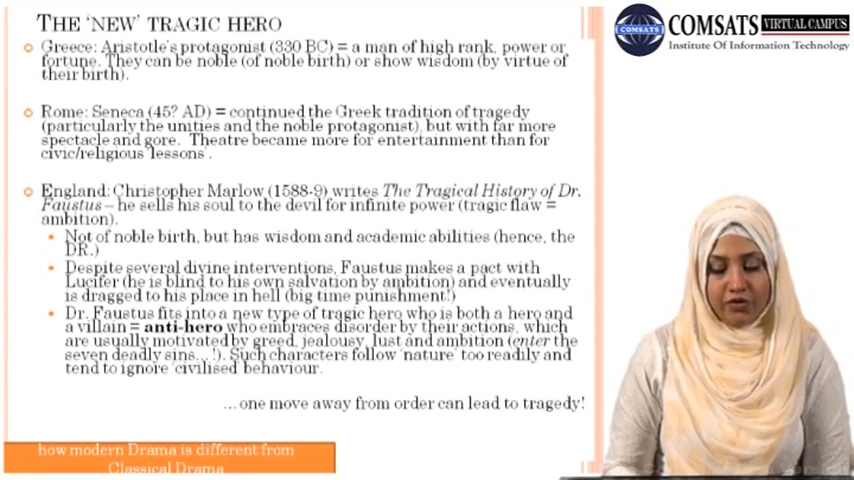 THE 'NEW' TRAGIC HERO
Greece: Aristotle's protagonist (330 BC) = a man of high rank, power or
fortune. They can be noble (of noble birth) or show wisdom (by virtue of
their birth).
Rome: Seneca (45? AD) = continued the Greek tradition of tragedy
(particularly the unities and the noble protagonist), but with far more
spectacle and gore. Theatre became more for entertainment than for
civic/religious 'lessons'.
England: Christopher Marlow (1588-9) writes The Tragical History of Dr.
Faustus – he sells his soul to the devil for infinite power (tragic flaw =
ambition).
Not of noble birth, but has wisdom and academic abilities (hence, the
DR.)
Despite several divine interventions, Faustus makes a pact with
Lucifer (he is blind to his own salvation by ambition) and eventually
is dragged to his place in hell (big time punishment!)
Dr. Faustus fits into a new type of tragic hero who is both a hero and
a villain = anti-hero who embraces disorder by their actions, which
are usually motivated by greed, jealousy, lust and ambition (enter the
seven deadly sins...!). Such characters follow 'nature' too readily and
tend to ignore 'civilised' behaviour.
...one move away from order can lead to tragedy!
how modern Drama is different from
Classical Drama
COMSATS
COMSATS VIRTUAL CAMPUS
Institute Of Information Technology